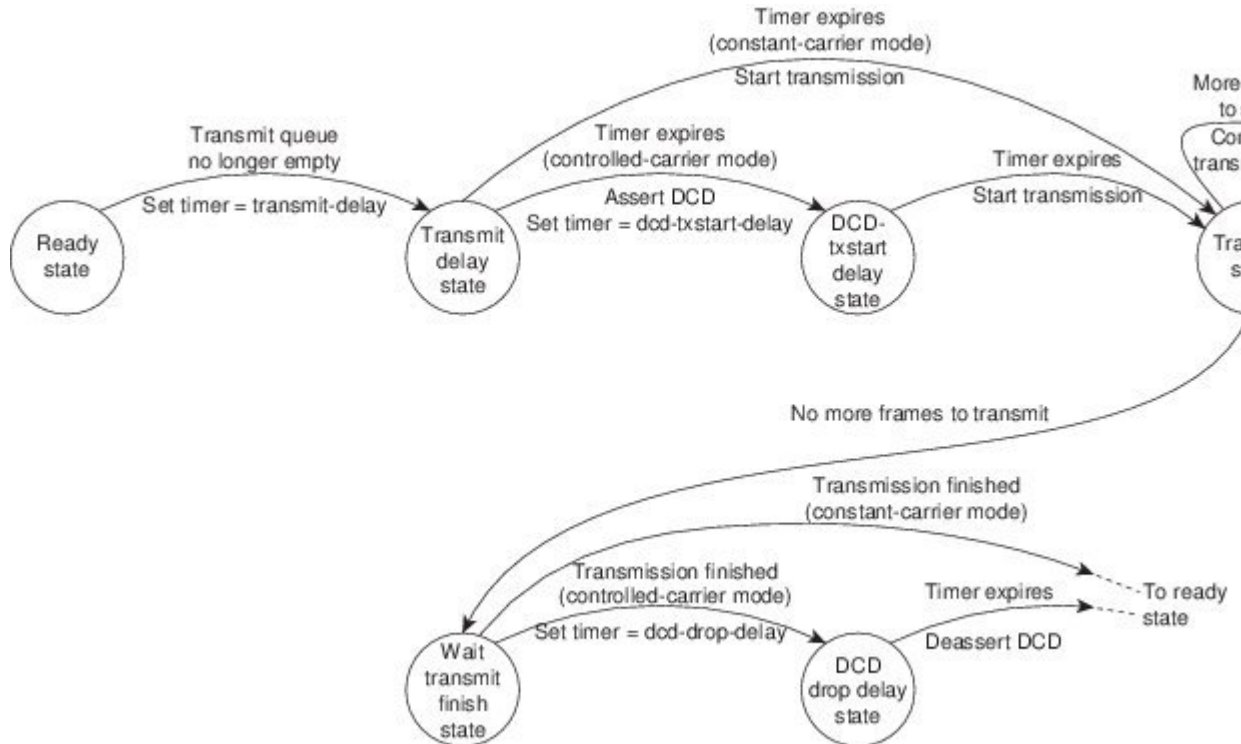 Timer expires
(constant-carrier mode)
Start transmission
More
to
Transmit queue
no longer empty
Set timer = transmit-delay
Timer expires
(controlled-carrier mode)
Assert DCD
Set timer = dcd-txstart-delay
Timer expires
Start transmission
Ready
state
Transmit
delay
state
DCD-
txstart
delay
state
No more frames to transmit
Transmission finished
(constant-carrier mode)
Transmission finished
(controlled-carrier mode)
Set timer = dcd-drop-delay
Timer expires
Deassert DCD
To ready
state
Wait
transmit
finish
state
DCD
drop delay
state